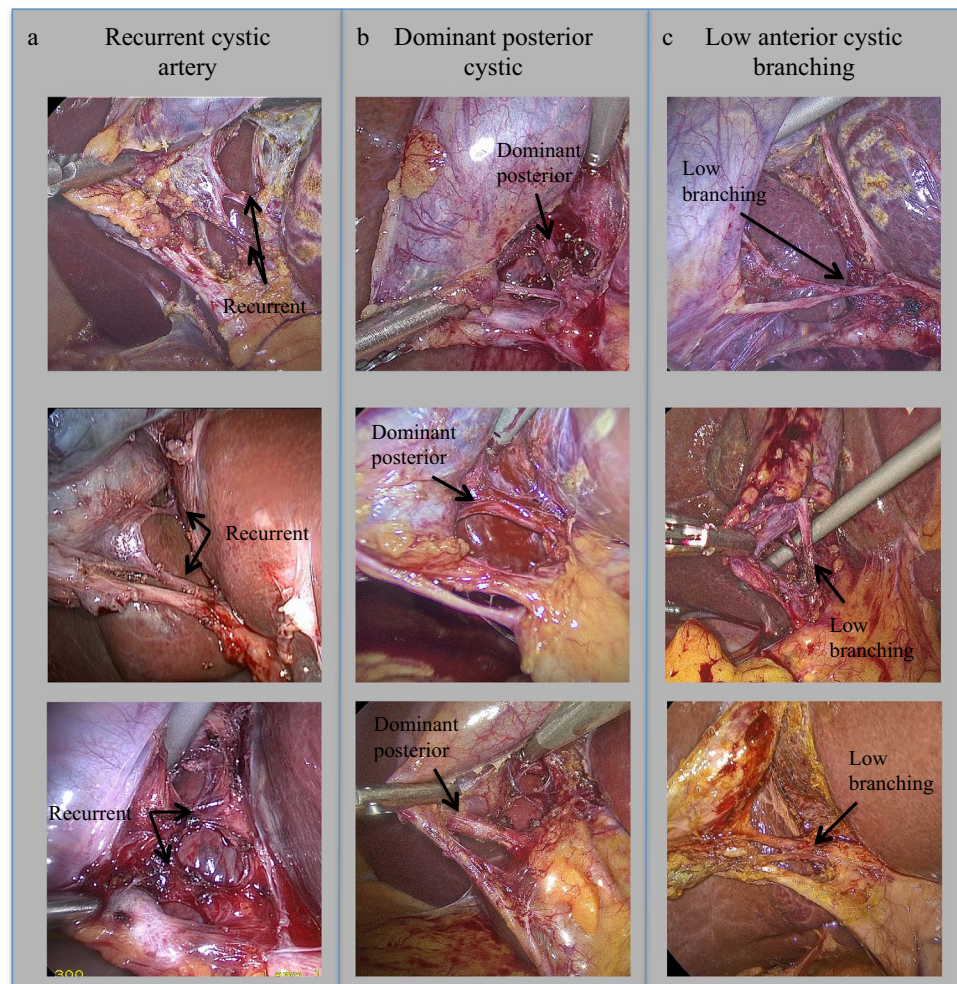 a
Recurrent cystic
artery
b
Dominant posterior
cystic
c
Low anterior cystic
branching
Recurrent
Dominant
posterior
Low
branching
Recurrent
Dominant
posterior
Low
branching
Recurrent
Dominant
posterior
Low
branching